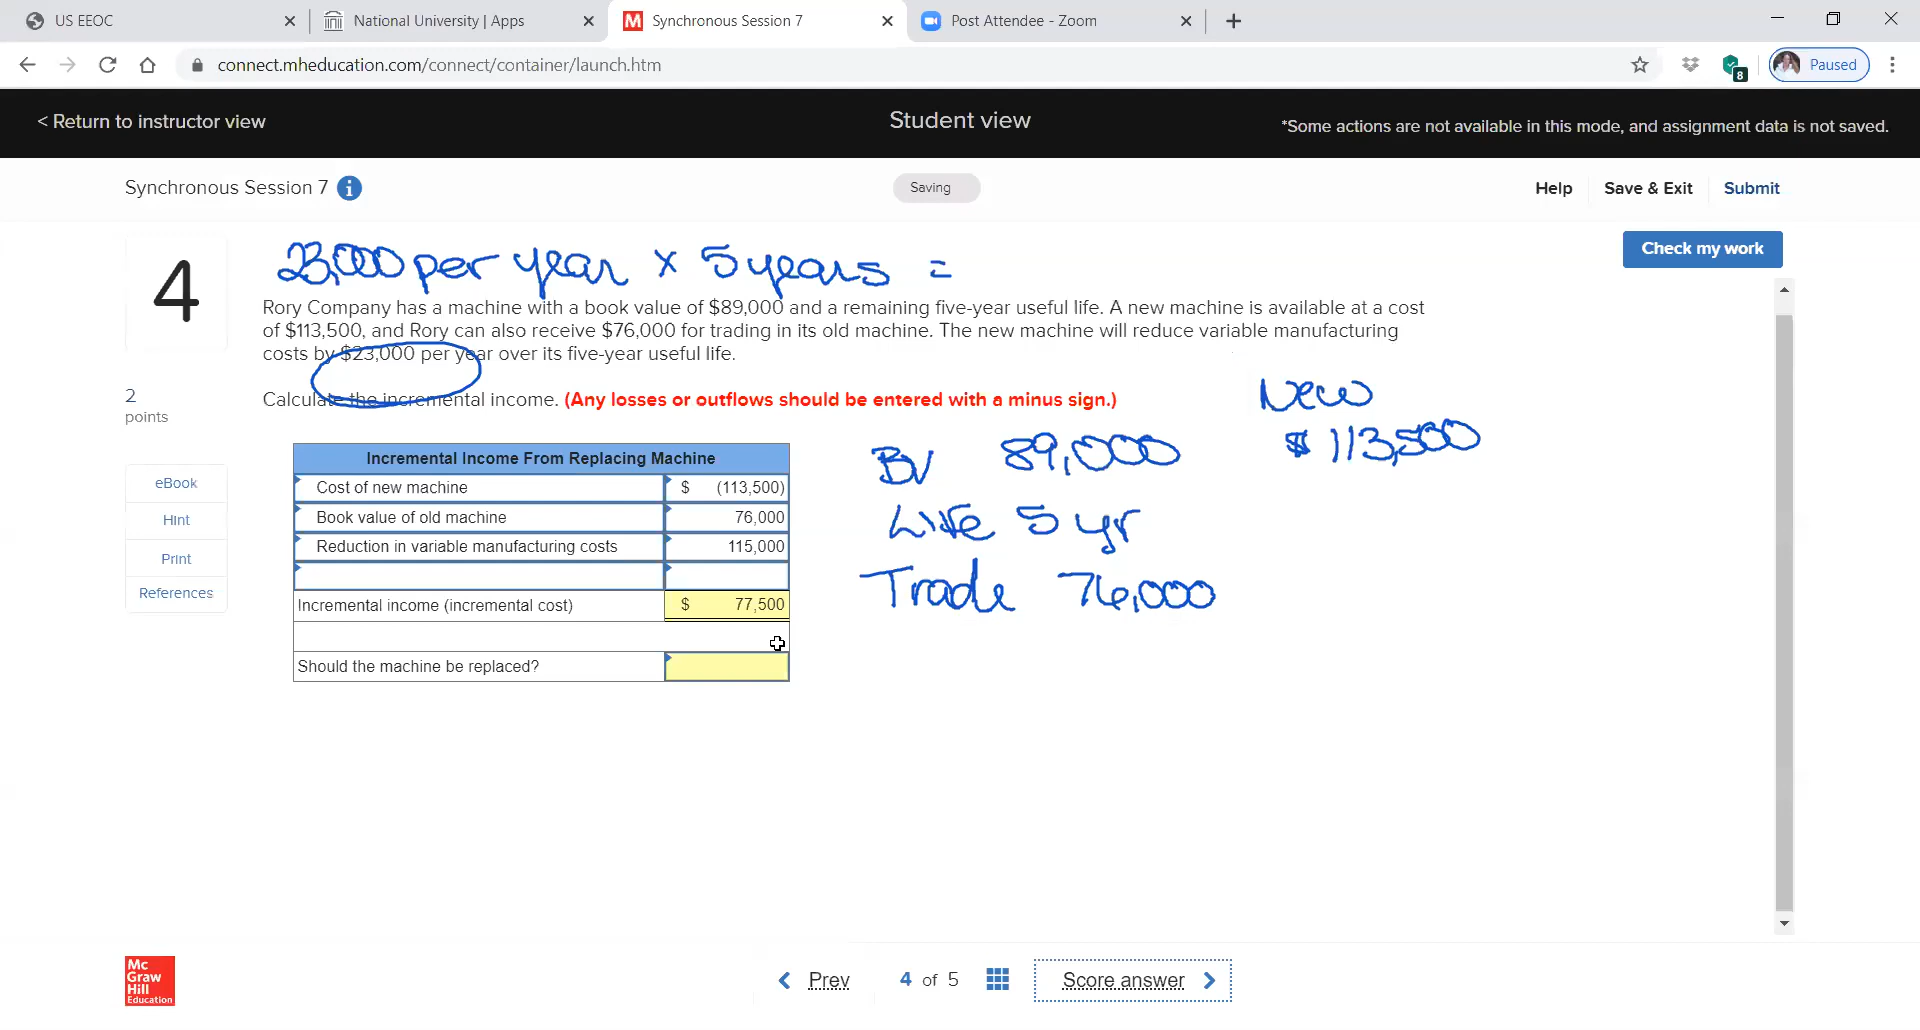 US EEOC
National University | Apps
Synchronous Session 7
Post Attendee - Zoom
connect.mheducation.com/connect/container/launch.htm
8
Paused
< Return to instructor view
Student view
*Some actions are not available in this mode, and assignment data is not saved.
Synchronous Session 7
i
Saving
Help
Save & Exit
Submit
23,000 per year x 5 years =
Check my work
4
Rory Company has a machine with a book value of $89,000 and a remaining five-year useful life. A new machine is available at a cost
of $113,500, and Rory can also receive $76,000 for trading in its old machine. The new machine will reduce variable manufacturing
costs by $23,000 per year over its five-year useful life.
2
points
Calculate the incremental income. (Any losses or outflows should be entered with a minus sign.)
New
$ 113,500
eBook
Hint
Print
References
Incremental Income From Replacing Machine
Cost of new machine $ (113,500)
Book value of old machine 76,000
Reduction in variable manufacturing costs 115,000
Incremental income (incremental cost) $ 77,500
Should the machine be replaced?
BV 89,000
Life 5 yr
Trade 76,000
Mc
Graw
Hill
Education
Prev
4 of 5
Score answer